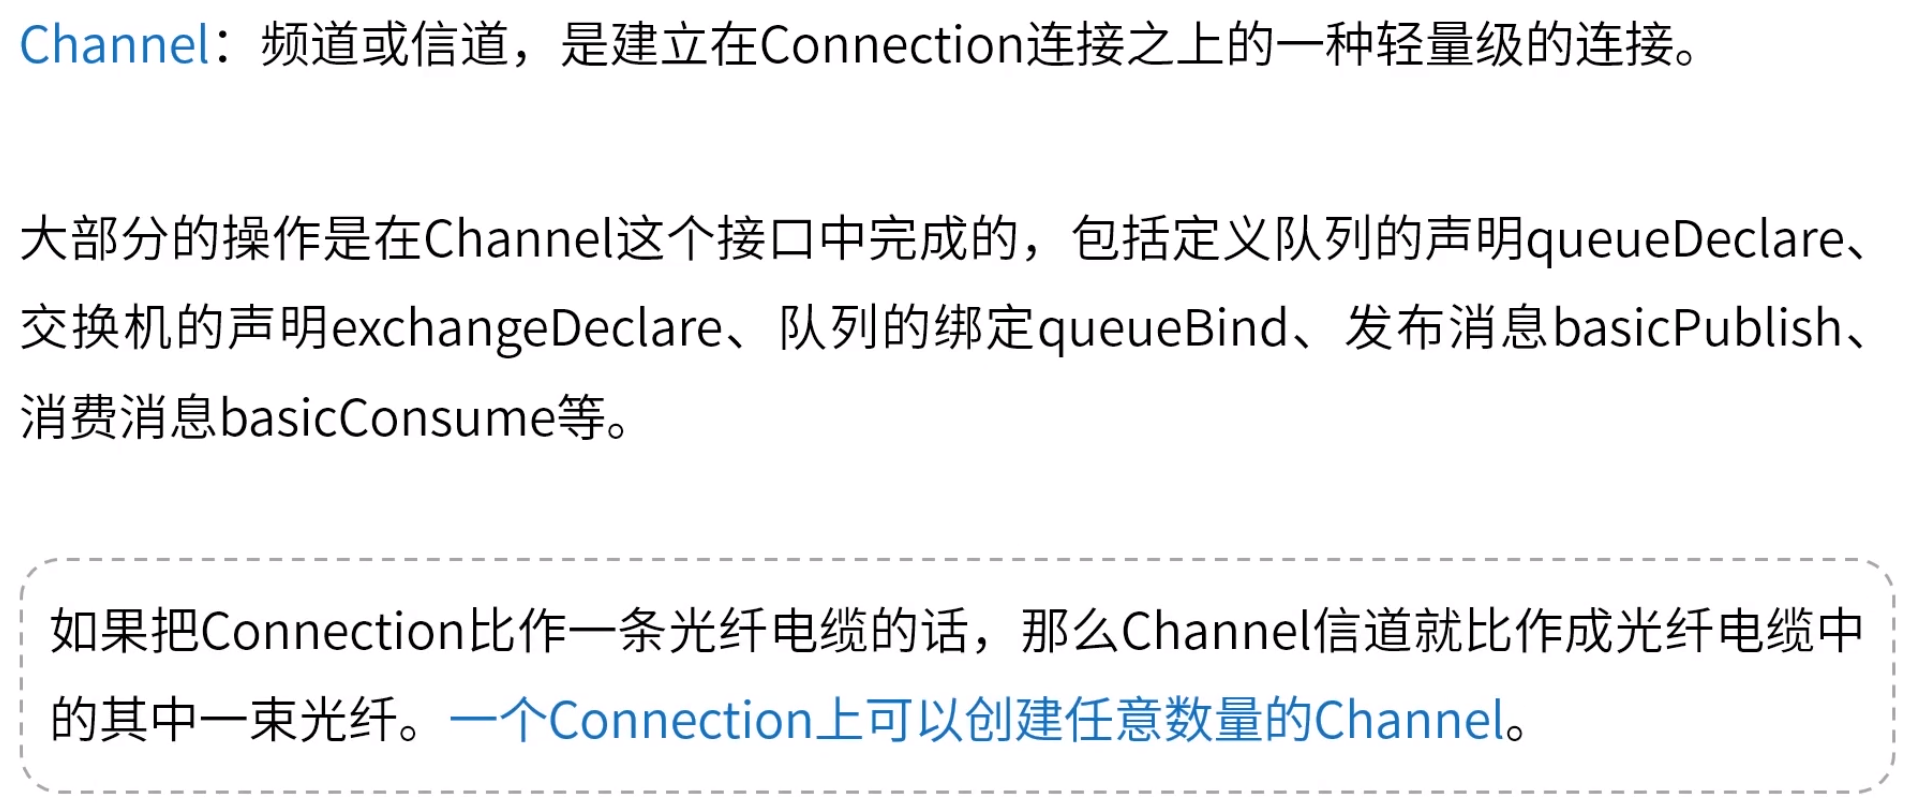 Channel：频道或信道，是建立在Connection连接之上的一种轻量级的连接。
大部分的操作是在Channel这个接口中完成的，包括定义队列的声明queueDeclare、
交换机的声明exchangeDeclare、队列的绑定queueBind、发布消息basicPublish、
消费消息basicConsume等。
如果把Connection比作一条光纤电缆的话，那么Channel信道就比作成光纤电缆中
的其中一束光纤。一个Connection上可以创建任意数量的Channel。